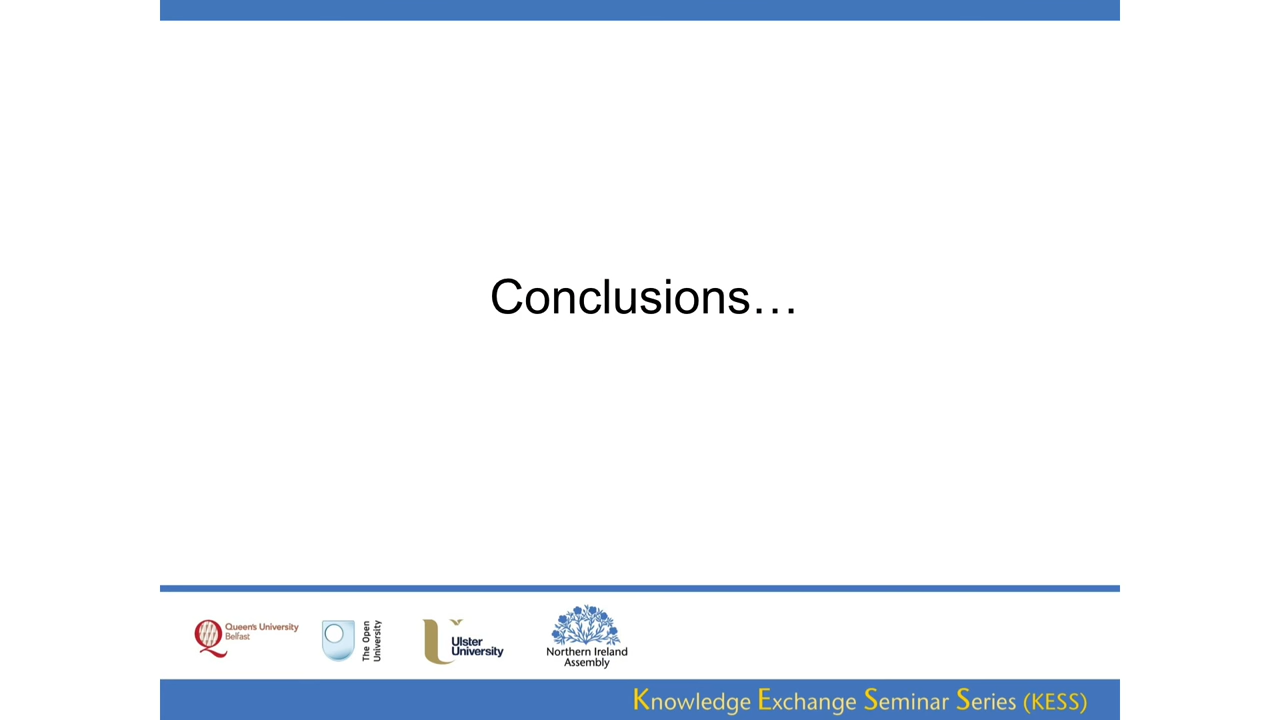 Conclusions…
Queen's University
Belfast
The Open
University
Ulster
University
Northern Ireland
Assembly
Knowledge Exchange Seminar Series (KESS)